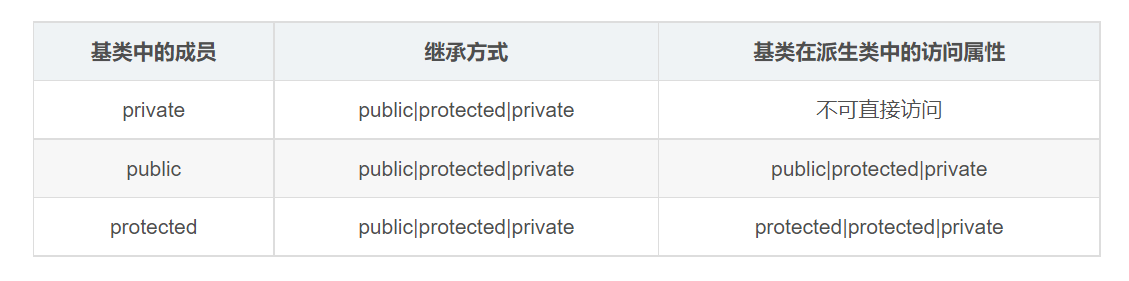 基类中的成员 继承方式 基类在派生类中的访问属性
private public|protected|private 不可直接访问
public public|protected|private public|protected|private
protected public|protected|private protected|protected|private